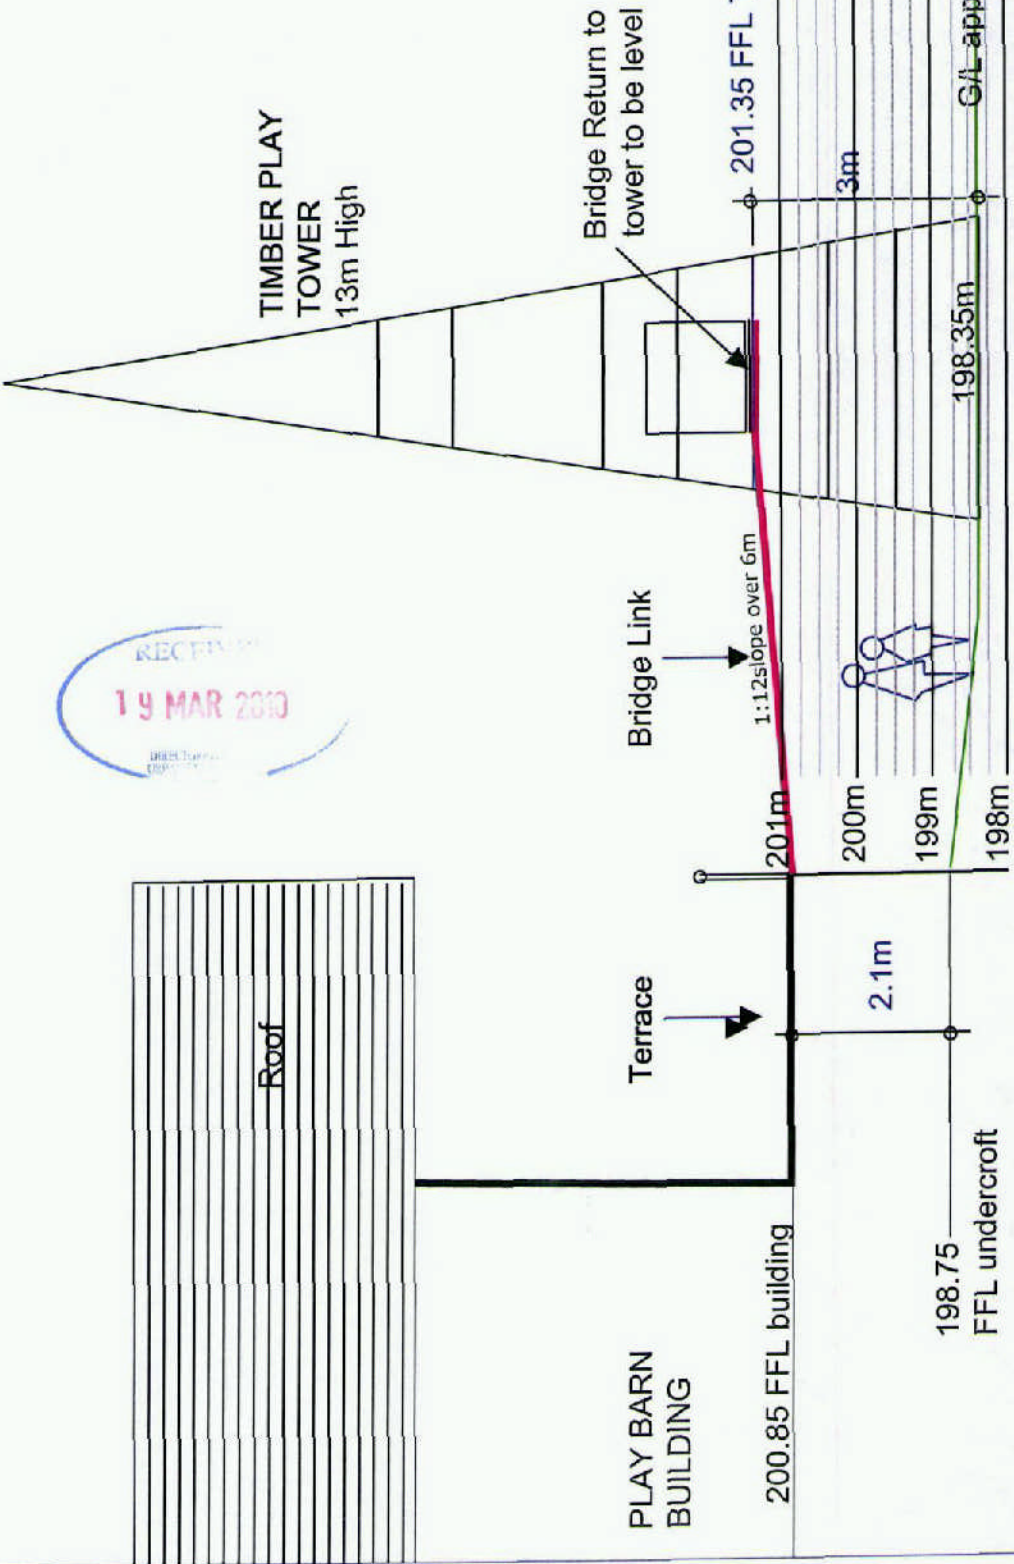 TIMBER PLAY
TOWER
13m High
Bridge Return to
tower to be level
201.35 FFL
3m
G/L app
198.35m
1:12slope over 6m
Bridge Link
19 MAR 2010
201m
200m
199m
198m
Roof
Terrace
2.1m
PLAY BARN
BUILDING
200.85 FFL building
198.75
FFL undercroft